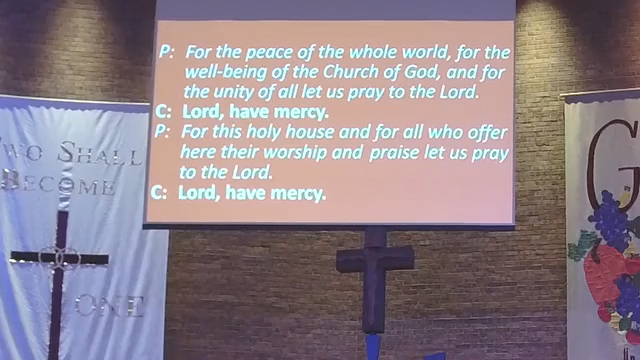 P: For the peace of the whole world, for the
well-being of the Church of God, and for
the unity of all let us pray to the Lord.
C: Lord, have mercy.
P: For this holy house and for all who offer
here their worship and praise let us pray
to the Lord.
C: Lord, have mercy.
TWO SHALL
BECOME
ONE
G